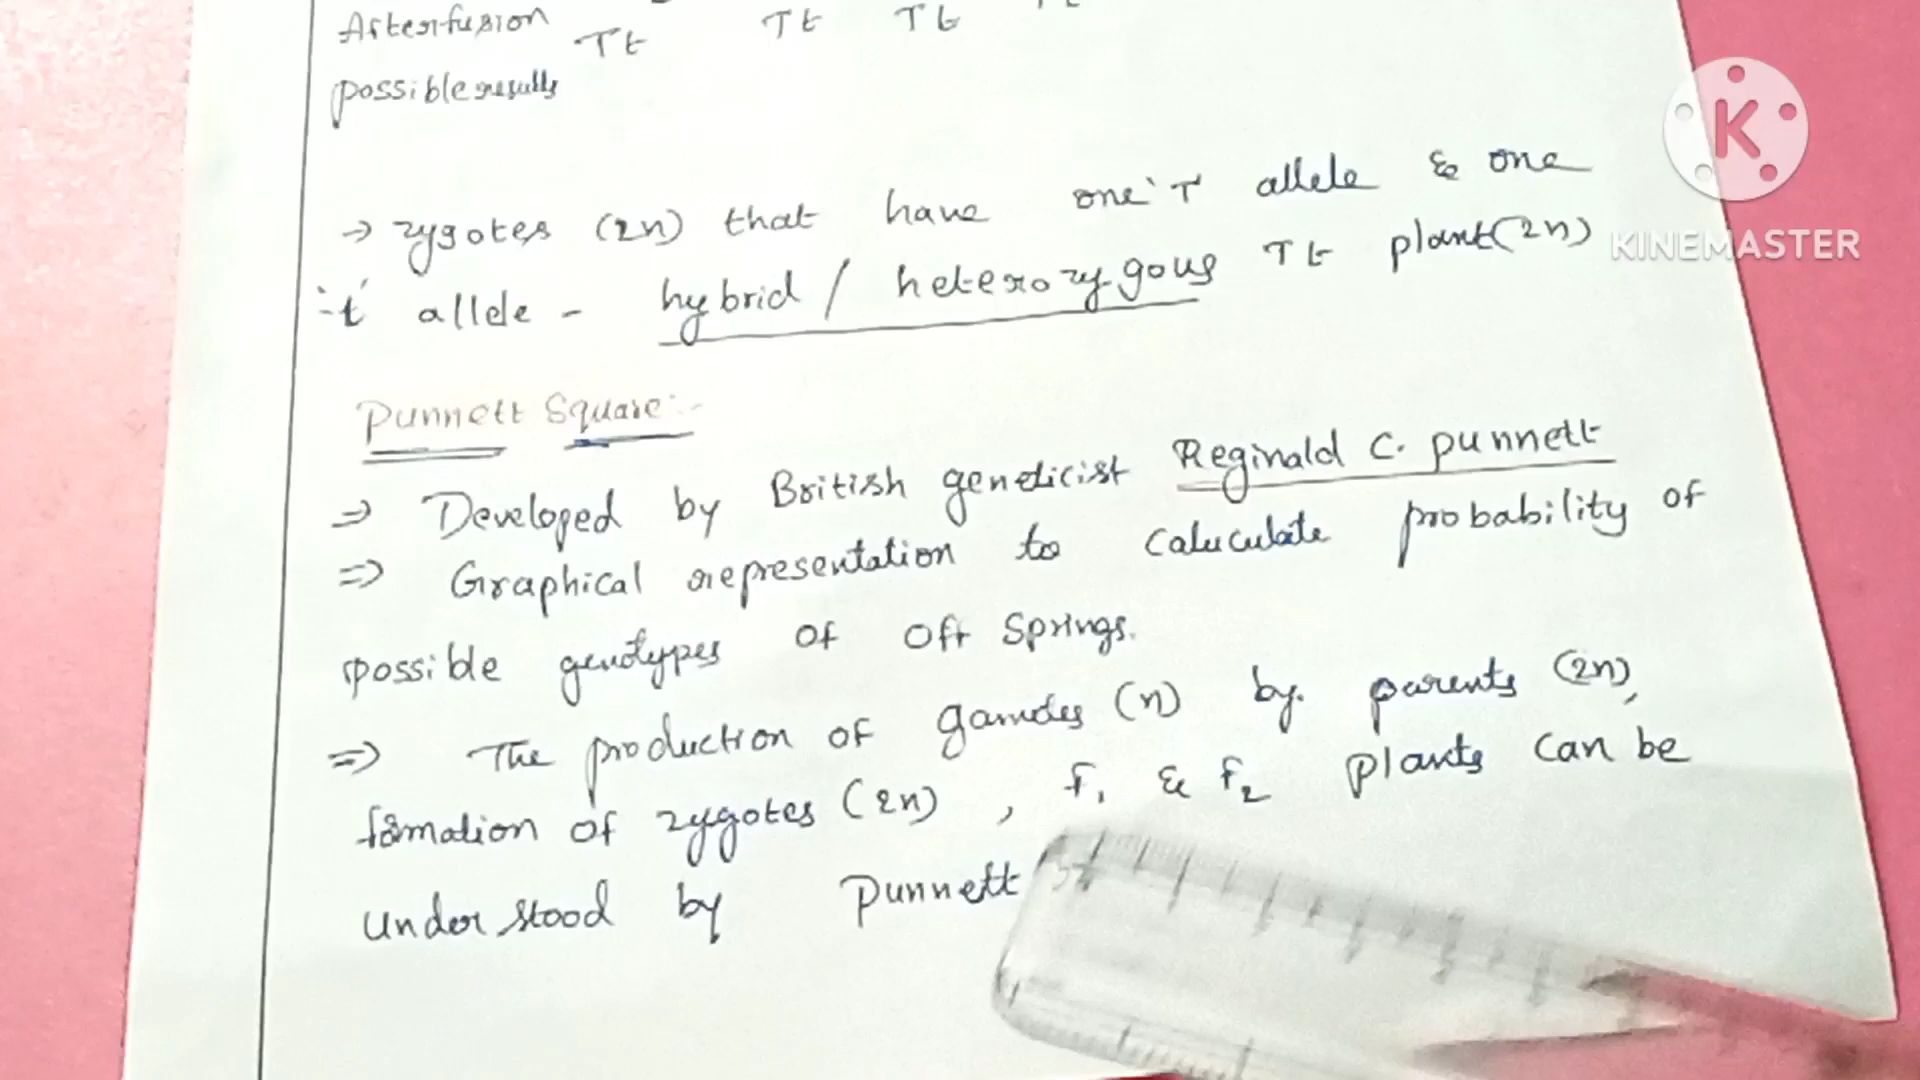 After fusion Tt Tt Tt
possible results
→ zygotes (2n) that have one 'T' allele & one
't' allele - hybrid / heterozygous Tt plant (2n)
Punnett Square:-
⇒ Developed by British geneticist Reginald C. punnett
⇒ Graphical representation to caluculate probability of
possible genotypes of off springs.
⇒ The production of gametes (n) by. parents (2n),
formation of zygotes (2n), F1 & F2 plants can be
understood by Punnett
K
KINEMASTER